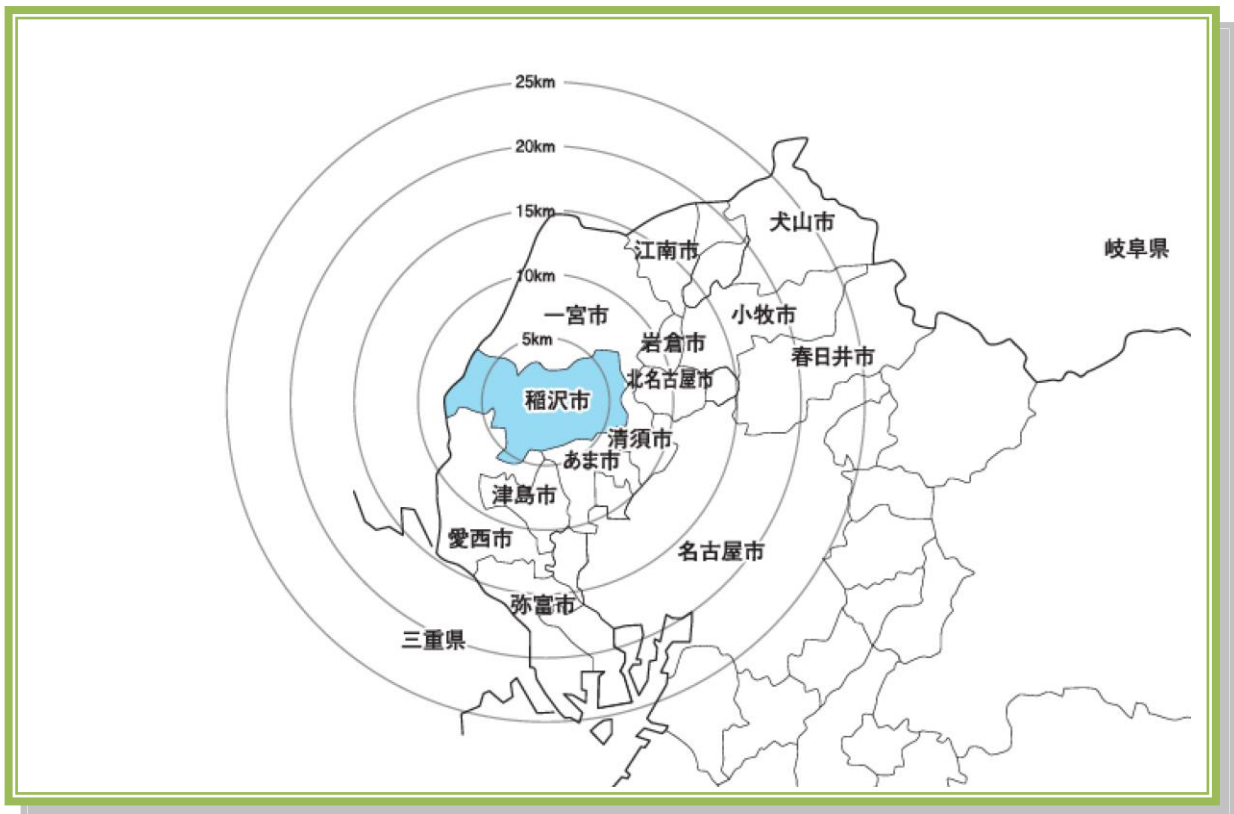 25km
20km
15km
犬山市
江南市
岐阜県
10km
一宮市
小牧市
5km
岩倉市
春日井市
北名古屋市
稲沢市
清須市
あま市
津島市
愛西市
名古屋市
弥富市
三重県